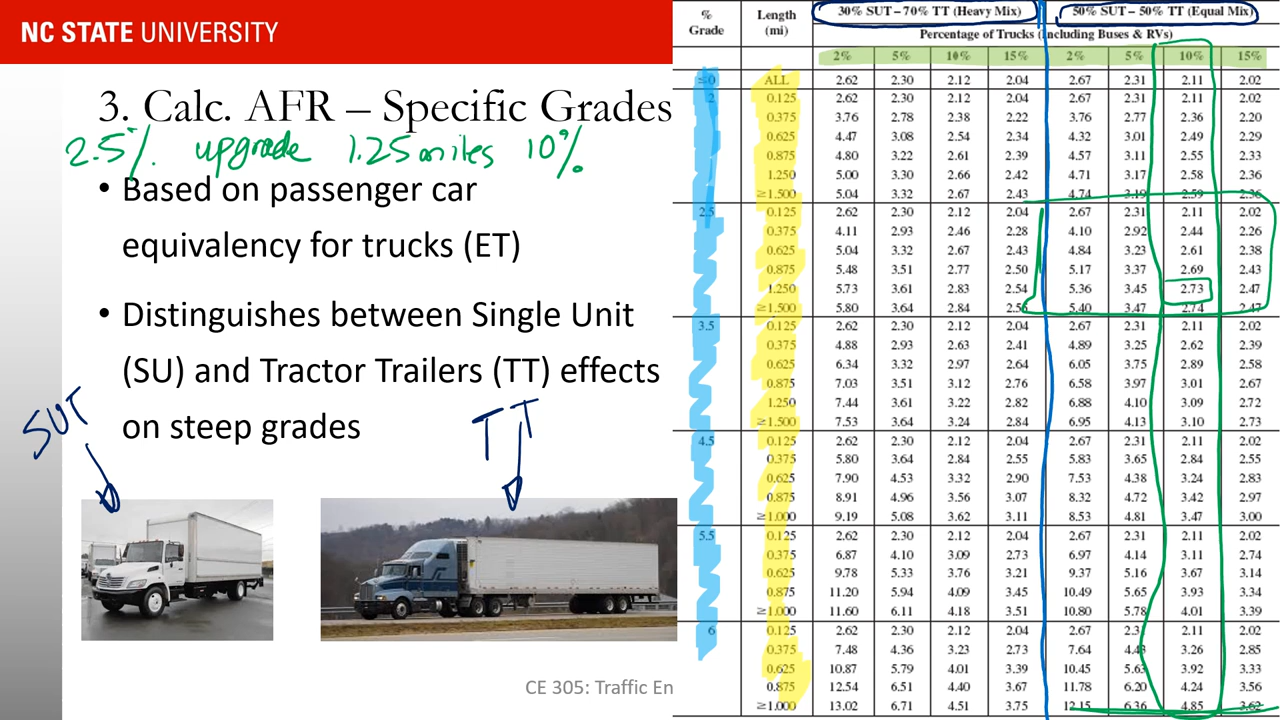 NC STATE UNIVERSITY
3. Calc. AFR – Specific Grades
2.5% upgrade 1.25 miles 10%
• Based on passenger car
equivalency for trucks (ET)
• Distinguishes between Single Unit
(SU) and Tractor Trailers (TT) effects
on steep grades
SUT
TT
CE 305: Traffic En
% Grade Length (mi) 30% SUT – 70% TT (Heavy Mix) 50% SUT – 50% TT (Equal Mix)
Percentage of Trucks (Including Buses & RVs)
2% 5% 10% 15% 2% 5% 10% 15%
≤0 ALL 2.62 2.30 2.12 2.04 2.67 2.31 2.11 2.02
2 0.125 2.62 2.30 2.12 2.04 2.67 2.31 2.11 2.02
0.375 3.76 2.78 2.38 2.22 3.76 2.77 2.36 2.20
0.625 4.47 3.08 2.54 2.34 4.32 3.01 2.49 2.29
0.875 4.80 3.22 2.61 2.39 4.57 3.11 2.55 2.33
1.250 5.00 3.30 2.66 2.42 4.71 3.17 2.58 2.36
≥1.500 5.04 3.32 2.67 2.43 4.74 3.19 2.59 2.36
2.5 0.125 2.62 2.30 2.12 2.04 2.67 2.31 2.11 2.02
0.375 4.11 2.93 2.46 2.28 4.10 2.92 2.44 2.26
0.625 5.04 3.32 2.67 2.43 4.84 3.23 2.61 2.38
0.875 5.48 3.51 2.77 2.50 5.17 3.37 2.69 2.43
1.250 5.73 3.61 2.83 2.54 5.36 3.45 2.73 2.47
≥1.500 5.80 3.64 2.84 5.40 3.47 2.74 2.47
3.5 0.125 2.62 2.30 2.12 2.04 2.67 2.31 2.11 2.02
0.375 4.88 2.93 2.63 2.41 4.89 3.25 2.62 2.39
0.625 6.34 3.32 2.97 2.64 6.05 3.75 2.89 2.58
0.875 7.03 3.51 3.12 2.76 6.58 3.97 3.01 2.67
1.250 7.44 3.61 3.22 2.82 6.88 4.10 3.09 2.72
≥1.500 7.53 3.64 3.24 2.84 6.95 4.13 3.10 2.73
4.5 0.125 2.62 2.30 2.12 2.04 2.67 2.31 2.11 2.02
0.375 5.80 3.64 2.84 2.55 5.83 3.65 2.84 2.55
0.625 7.90 4.53 3.32 2.90 7.53 4.38 3.24 2.83
0.875 8.91 4.96 3.56 3.07 8.32 4.72 3.42 2.97
≥1.000 9.19 5.08 3.62 3.11 8.53 4.81 3.47 3.00
5.5 0.125 2.62 2.30 2.12 2.04 2.67 2.31 2.11 2.02
0.375 6.87 4.10 3.09 2.73 6.97 4.14 3.11 2.74
0.625 9.78 5.33 3.76 3.21 9.37 5.16 3.67 3.14
0.875 11.20 5.94 4.09 3.45 10.49 5.65 3.93 3.34
≥1.000 11.60 6.11 4.18 3.51 10.80 5.78 4.01 3.39
6 0.125 2.62 2.30 2.12 2.04 2.67 2.31 2.11 2.02
0.375 7.48 4.36 3.23 2.73 7.64 4.43 3.26 2.85
0.625 10.87 5.79 4.01 3.39 10.45 5.63 3.92 3.33
0.875 12.54 6.51 4.40 3.67 11.78 6.20 4.24 3.56
≥1.000 13.02 6.71 4.51 3.75 12.15 6.36 4.85 3.62